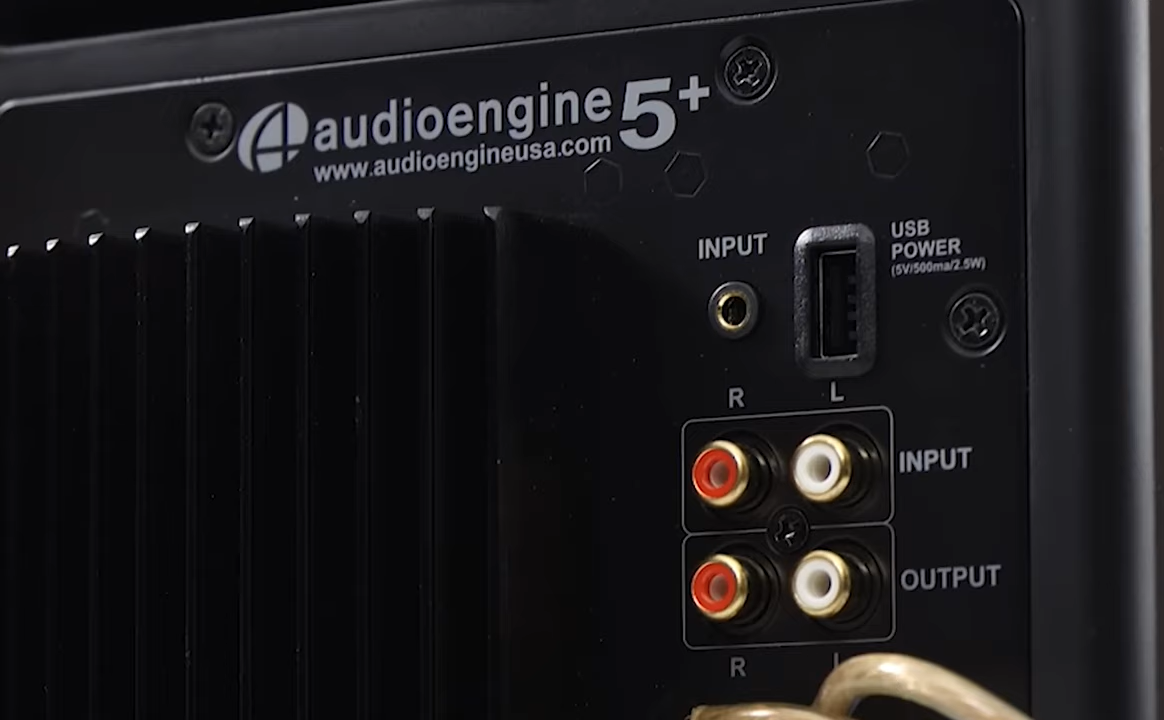 audioengine 5+
www.audioengineusa.com
INPUT
USB
POWER
(5V/500ma/2.5W)
R L
INPUT
OUTPUT
R L